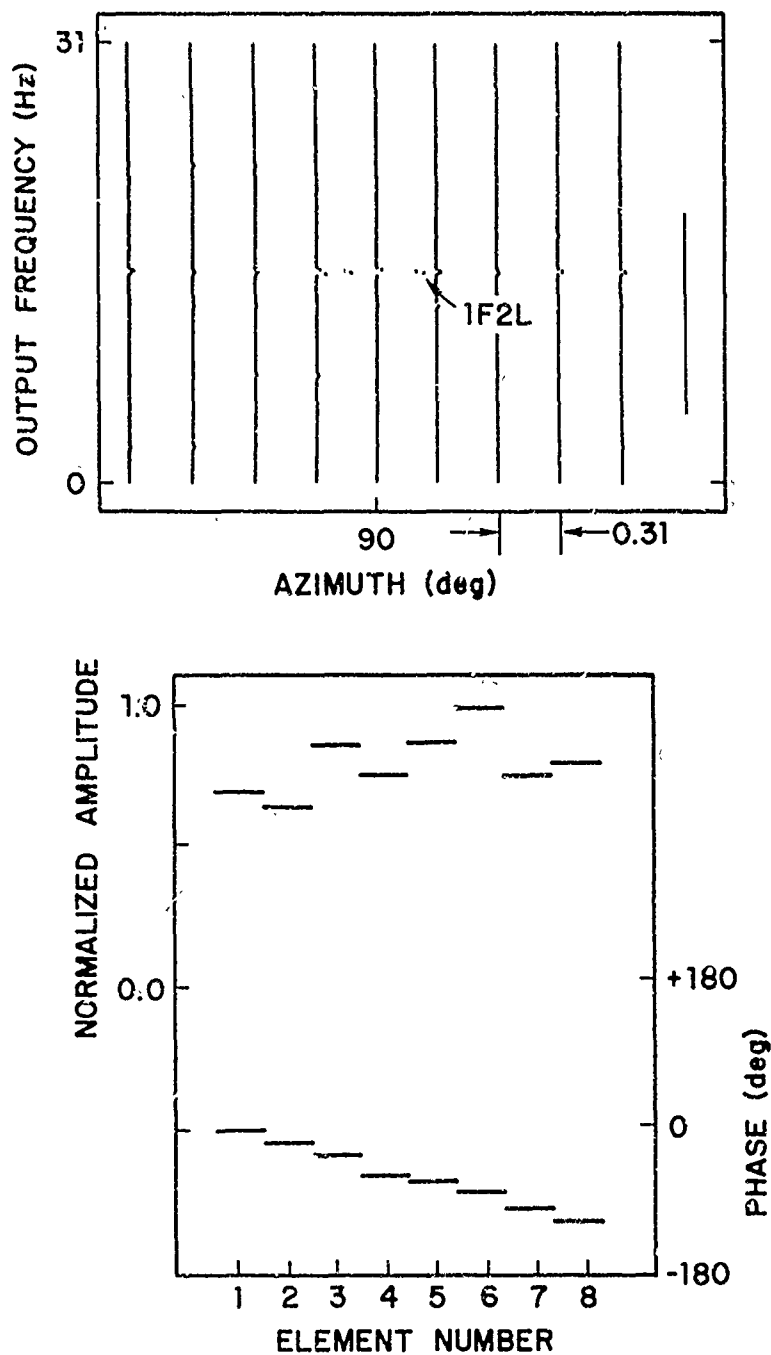 OUTPUT FREQUENCY (Hz)
31
0
1F2L
90
0.31
AZIMUTH (deg)
NORMALIZED AMPLITUDE
1.0
0.0
+180
0
-180
PHASE (deg)
1 2 3 4 5 6 7 8
ELEMENT NUMBER